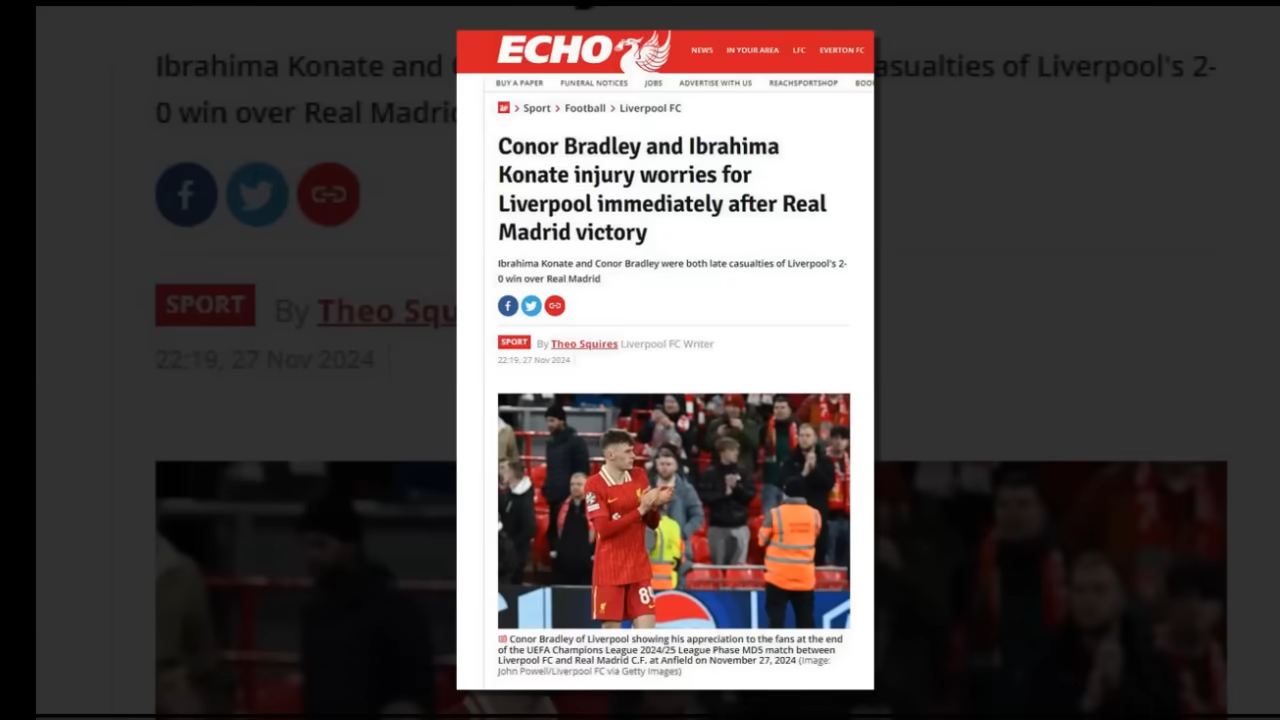 Ibrahima Konate and
asualties of Liverpool's 2-
0 win over Real Madrid
SPORT By Theo Squ
22:19, 27 Nov 2024
ECHO
NEWS IN YOUR AREA LFC EVERTON FC
BUY A PAPER FUNERAL NOTICES JOBS ADVERTISE WITH US REACHSPORTSHOP BOO
> Sport > Football > Liverpool FC
Conor Bradley and Ibrahima
Konate injury worries for
Liverpool immediately after Real
Madrid victory
Ibrahima Konate and Conor Bradley were both late casualties of Liverpool's 2-
0 win over Real Madrid
SPORT By Theo Squires Liverpool FC Writer
22:19, 27 Nov 2024
Conor Bradley of Liverpool showing his appreciation to the fans at the end
of the UEFA Champions League 2024/25 League Phase MD5 match between
Liverpool FC and Real Madrid C.F. at Anfield on November 27, 2024 (Image:
John Powell/Liverpool FC via Getty Images)